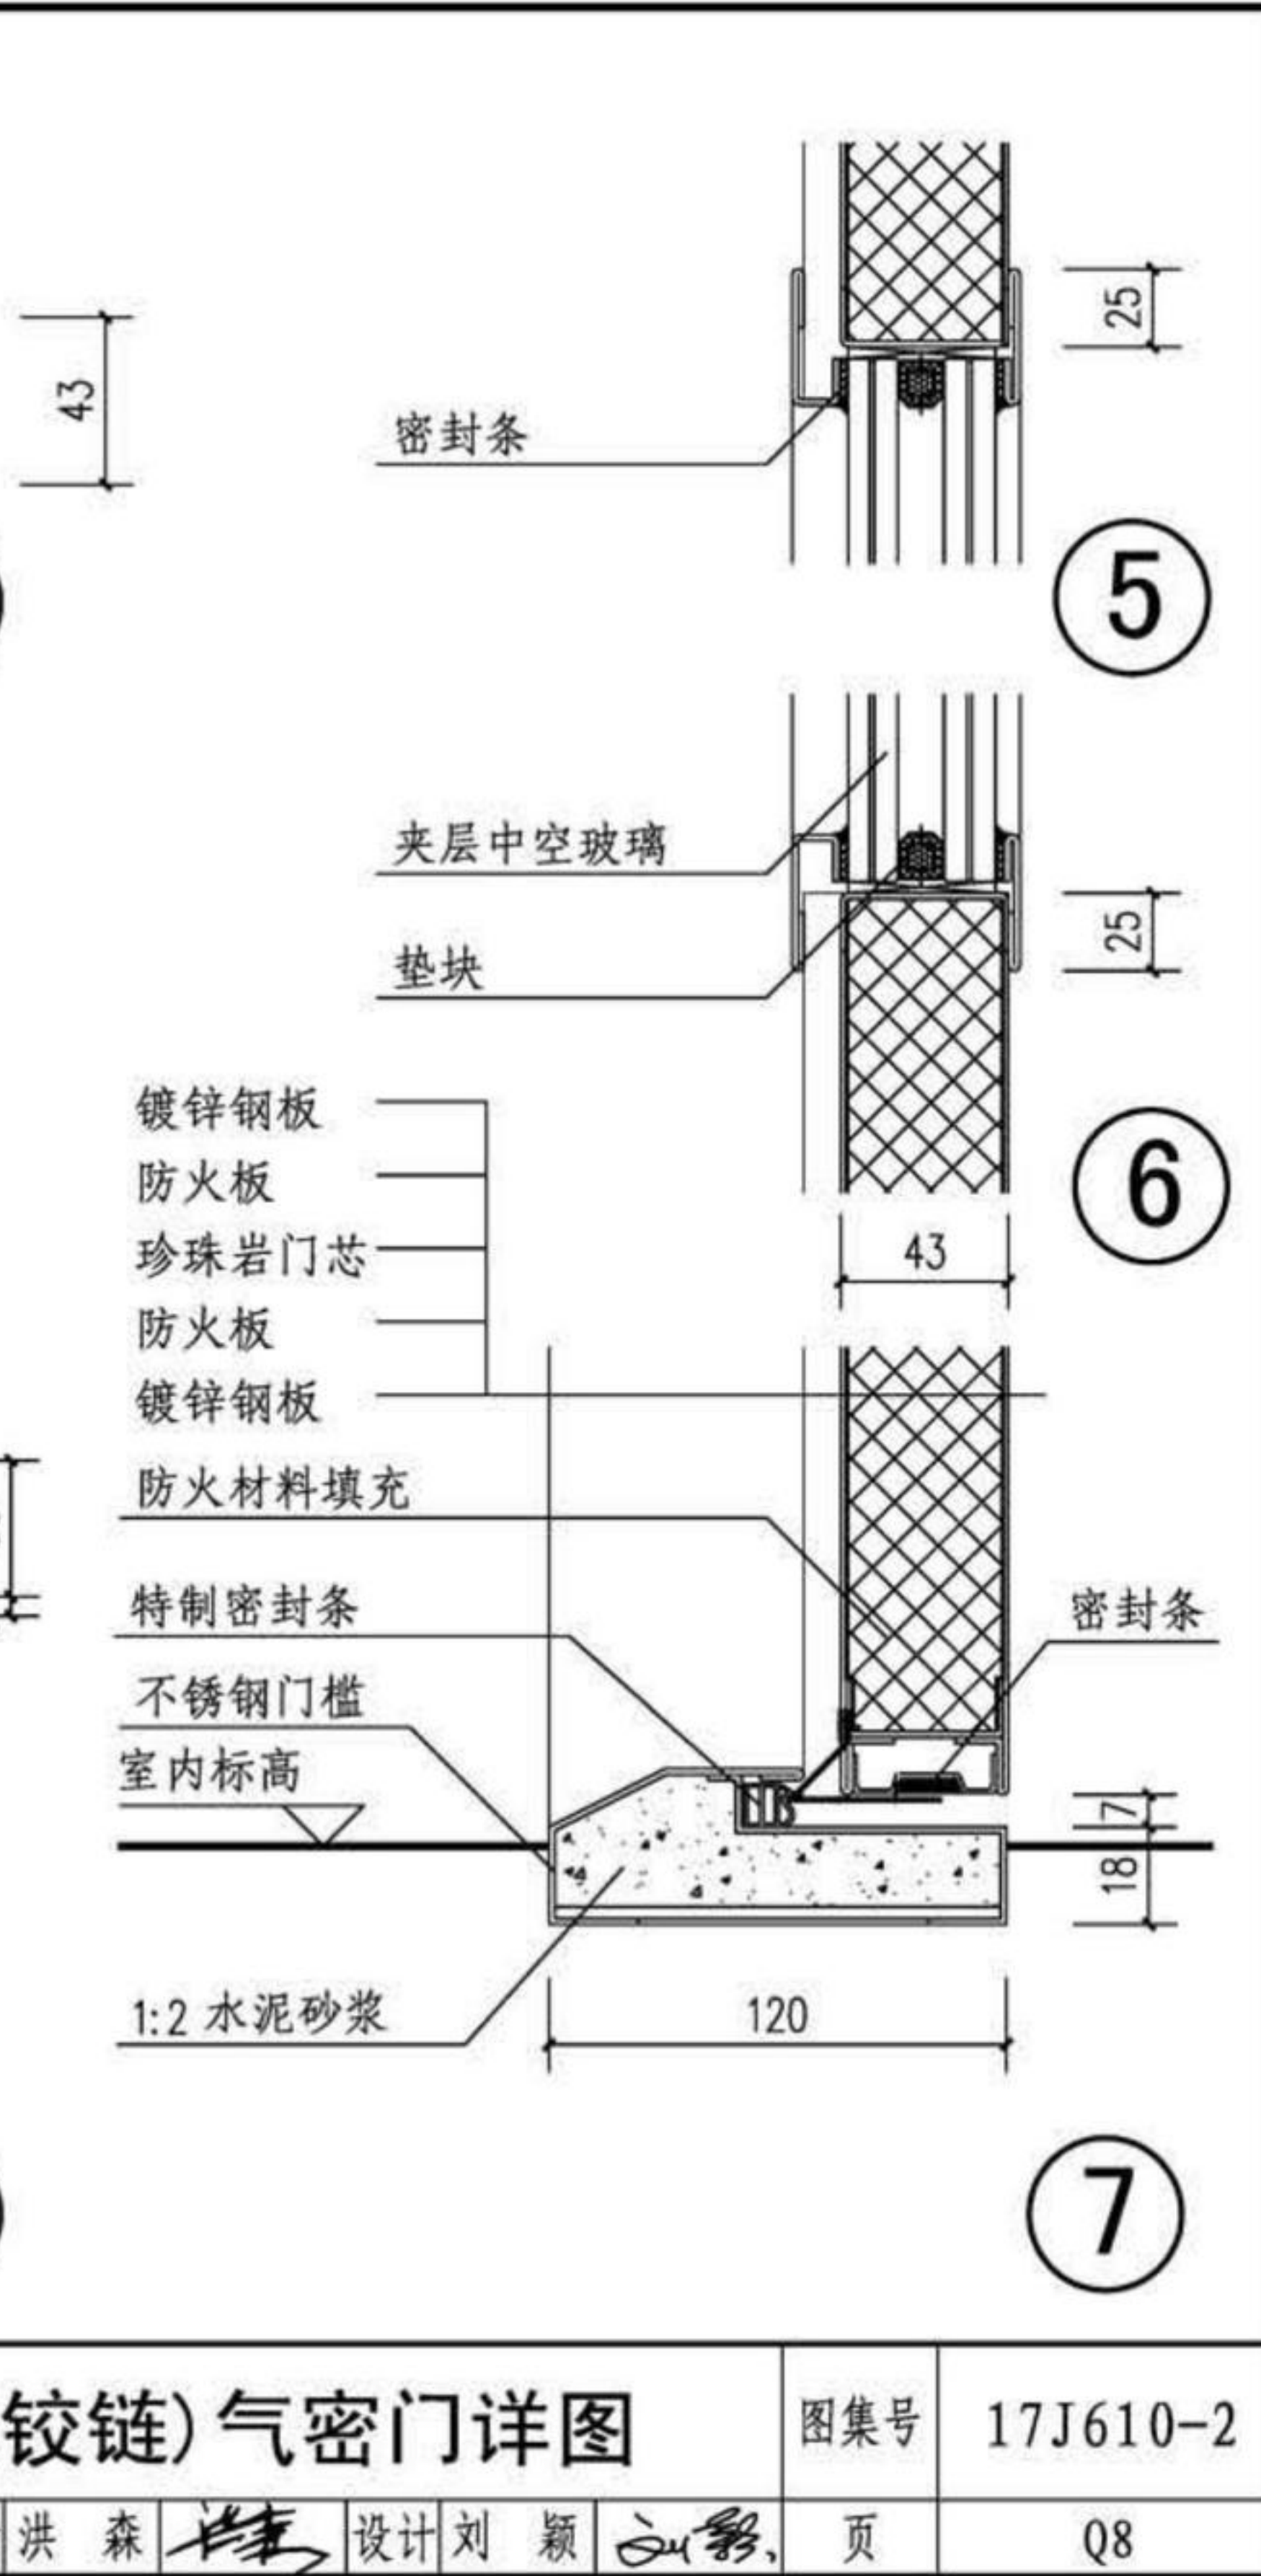 25
43
密封条
5
夹层中空玻璃
25
垫块
镀锌钢板
防火板
6
珍珠岩门芯
43
防火板
镀锌钢板
防火材料填充
特制密封条
密封条
不锈钢门槛
室内标高
7
18
1:2 水泥砂浆
120
7
铰链)气密门详图
图集号
17J610-2
洪 森
设计
刘 颖
页
Q8